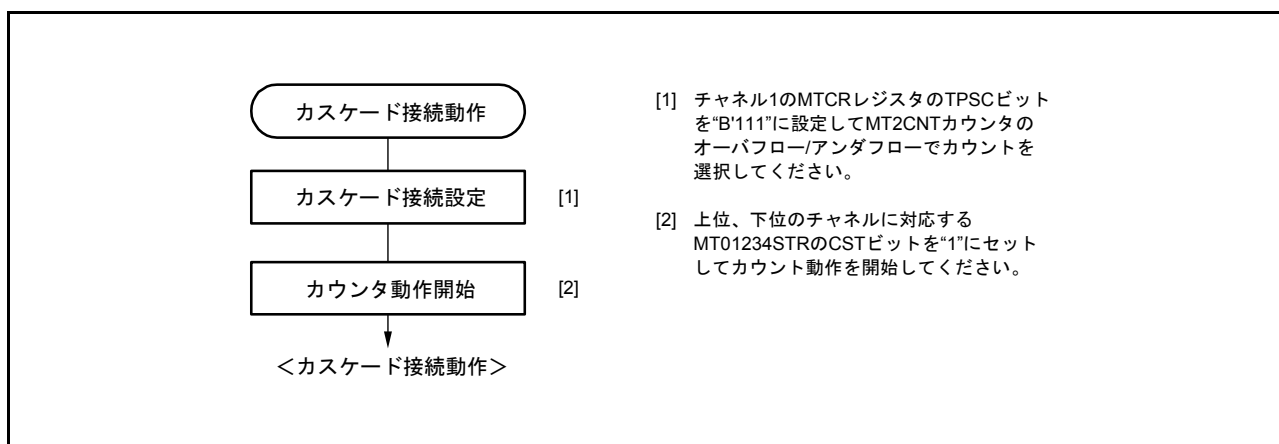 カスケード接続動作
カスケード接続設定 [1]
カウンタ動作開始 [2]
＜カスケード接続動作＞
[1] チャネル1のMTCRレジスタのTPSCビット
を“B'111”に設定してMT2CNTカウンタの
オーバフロー/アンダフローでカウントを
選択してください。
[2] 上位、下位のチャネルに対応する
MT01234STRのCSTビットを“1”にセット
してカウント動作を開始してください。